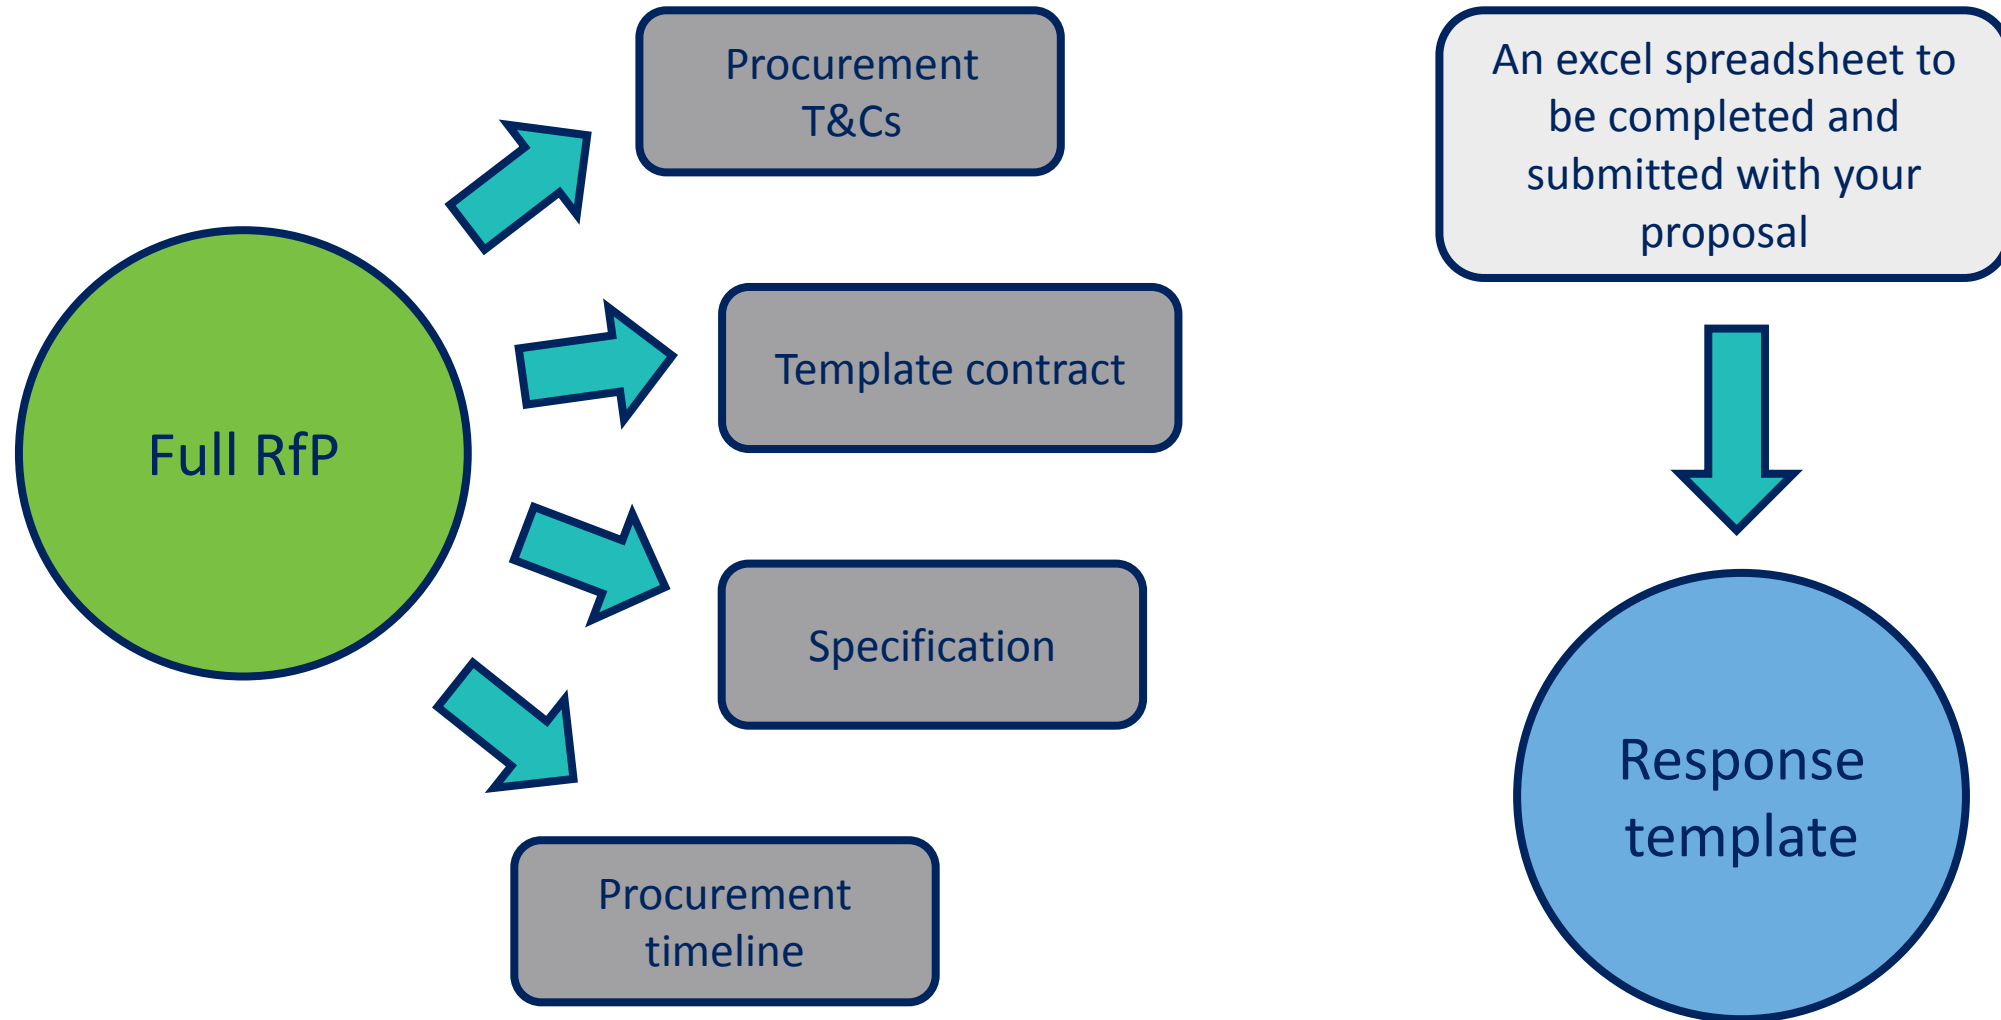 Full RfP
Procurement
T&Cs
Template contract
Specification
Procurement
timeline
An excel spreadsheet to
be completed and
submitted with your
proposal
Response
template